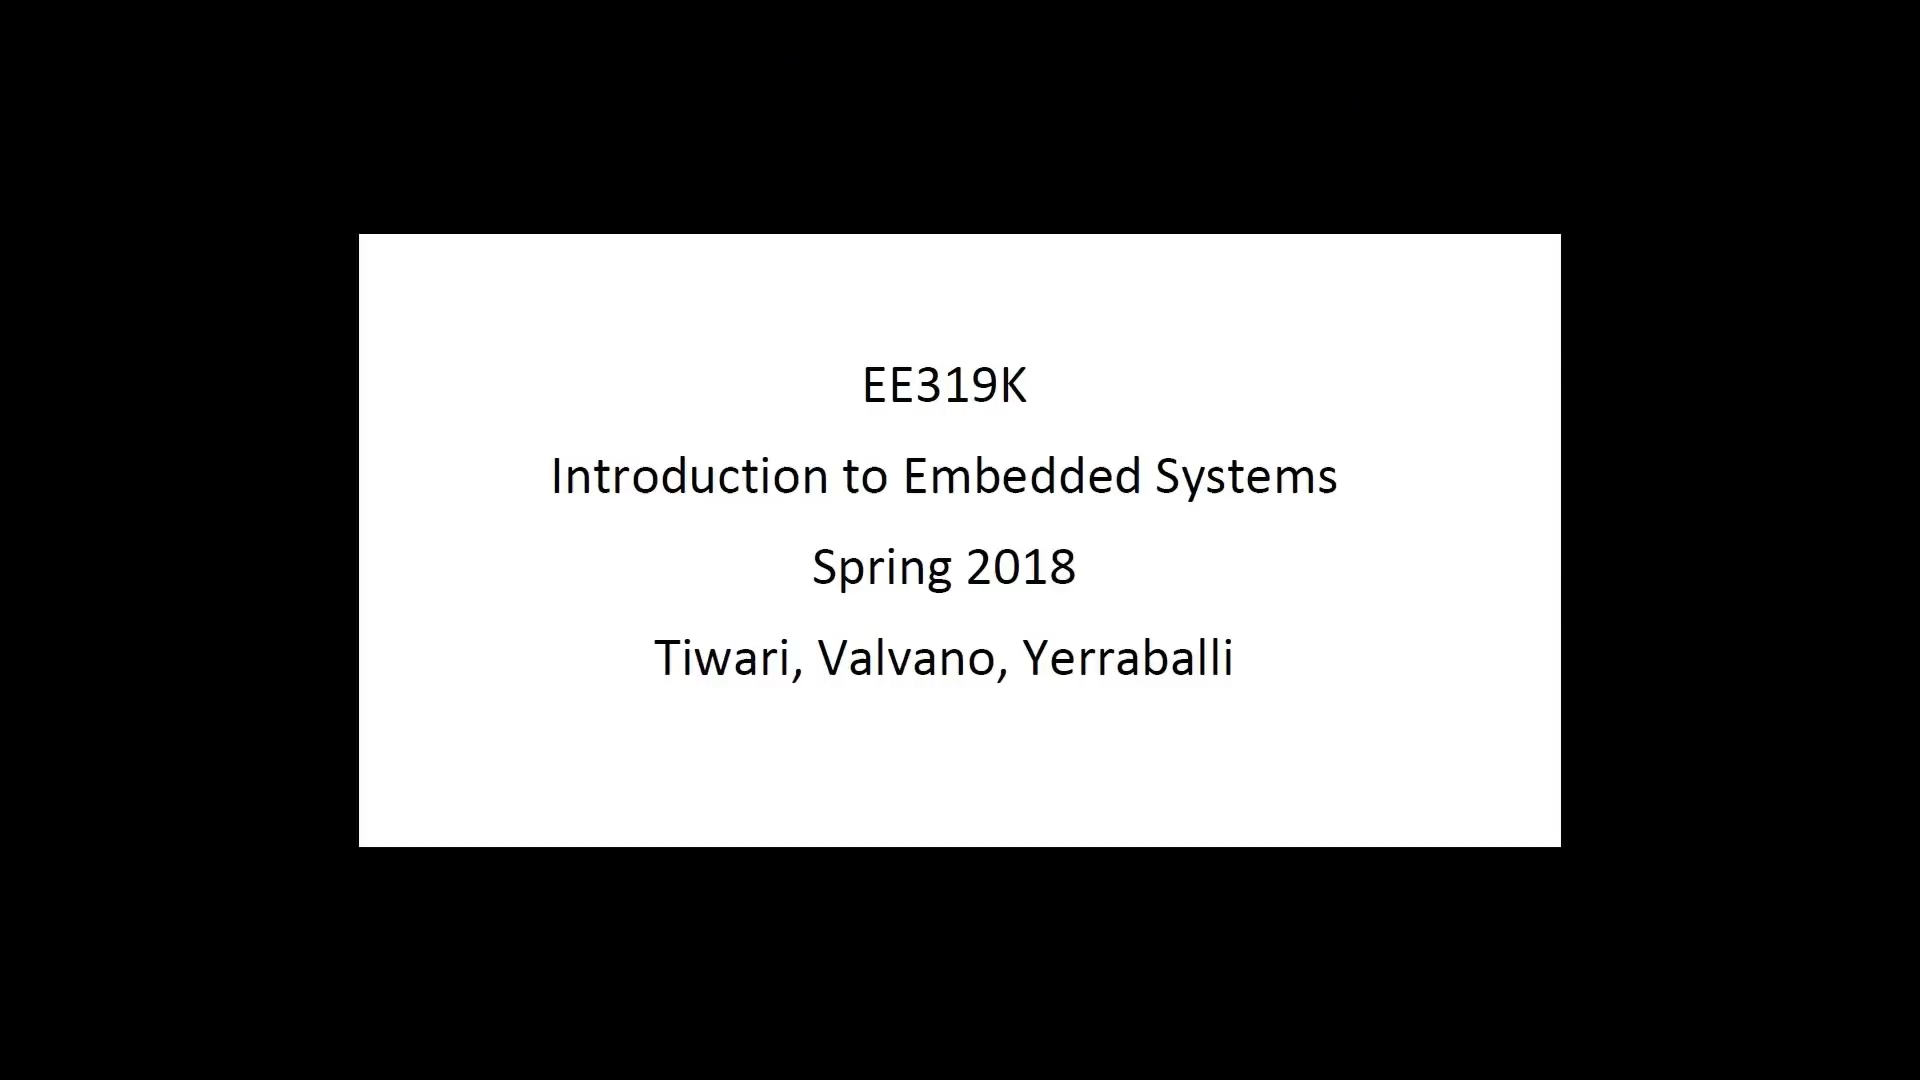 EE319K
Introduction to Embedded Systems
Spring 2018
Tiwari, Valvano, Yerraballi